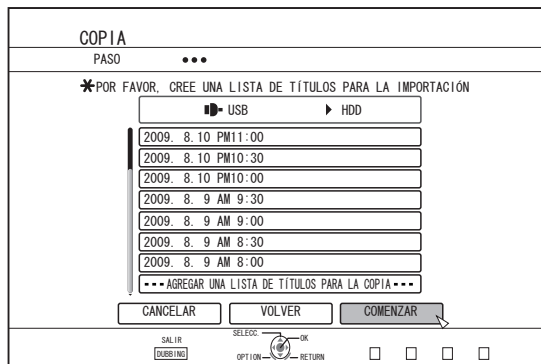 COPIA
PASO
POR FAVOR, CREE UNA LISTA DE TÍTULOS PARA LA IMPORTACIÓN
USB HDD
2009. 8.10 PM11:00
2009. 8.10 PM10:30
2009. 8.10 PM10:00
2009. 8. 9 AM 9:30
2009. 8. 9 AM 9:00
2009. 8. 9 AM 8:30
2009. 8. 9 AM 8:00
AGREGAR UNA LISTA DE TÍTULOS PARA LA COPIA
CANCELAR VOLVER COMENZAR
SALIR SELECC. OK
DUBBING OPTION RETURN